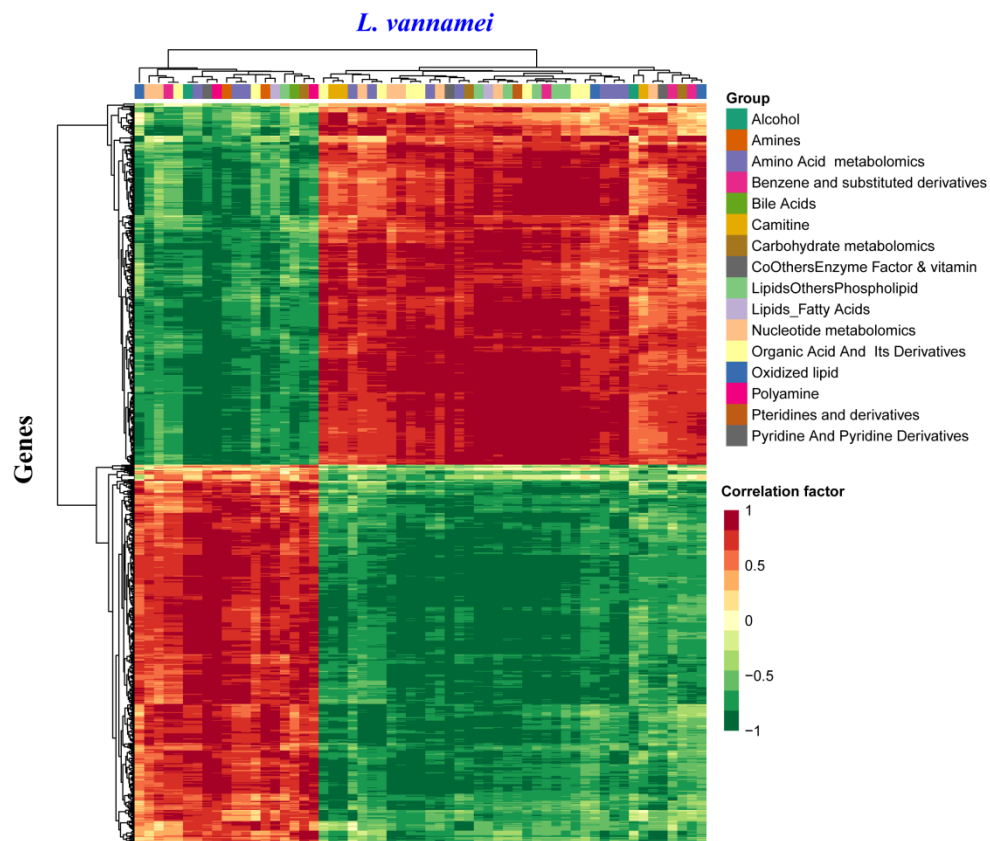 L. vannamei
Genes
Group
Alcohol
Amines
Amino Acid  metabolomics
Benzene and substituted derivatives
Bile Acids
Carnitine
Carbohydrate metabolomics
CoOthersEnzyme Factor & vitamin
LipidsOthersPhospholipid
Lipids_Fatty Acids
Nucleotide metabolomics
Organic Acid And  Its Derivatives
Oxidized lipid
Polyamine
Pteridines and derivatives
Pyridine And Pyridine Derivatives
Correlation factor
1
0.5
0
−0.5
−1